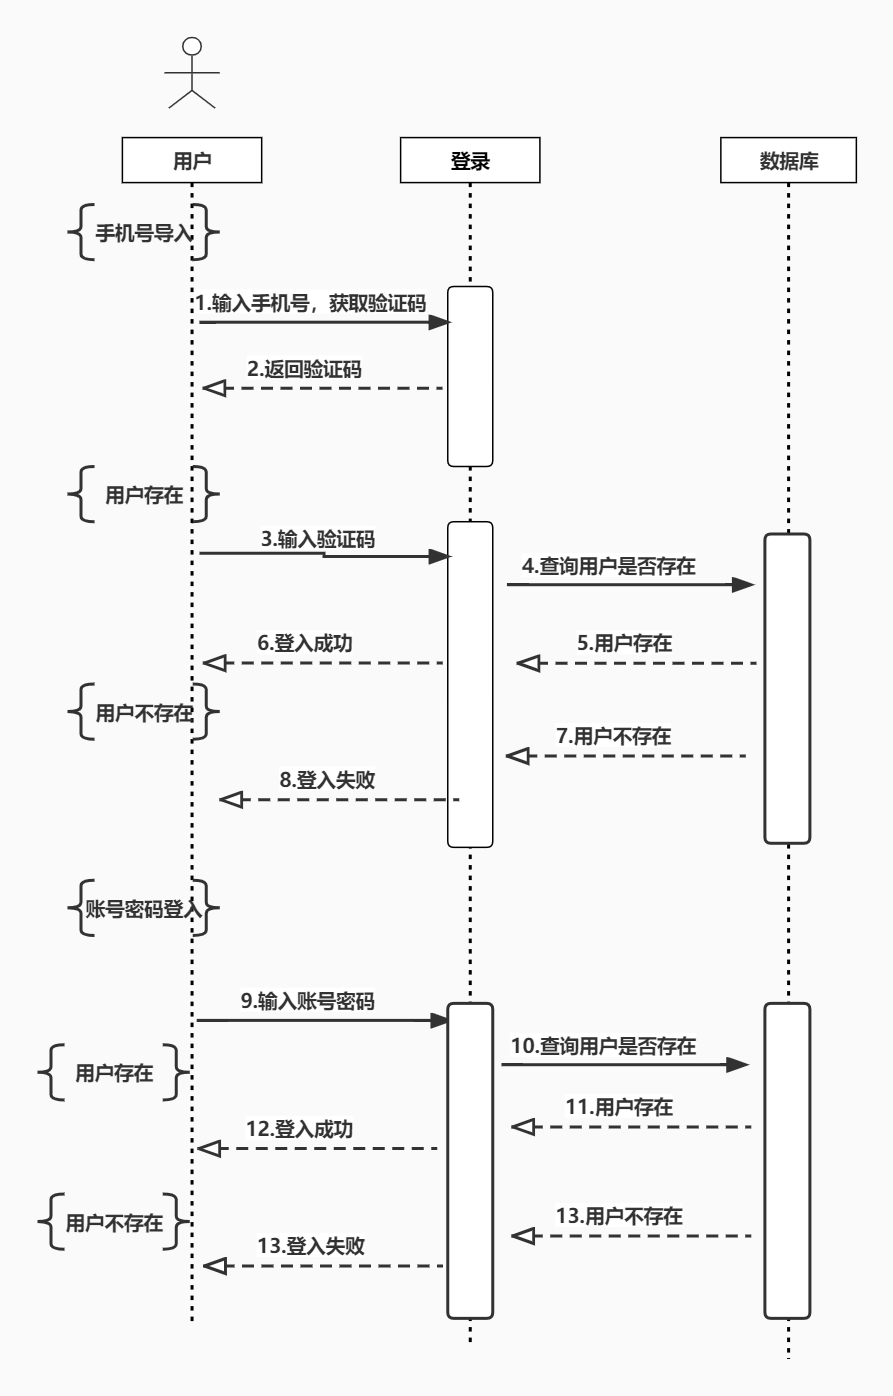 用户
登录
数据库
手机号导入
1.输入手机号，获取验证码
2.返回验证码
用户存在
3.输入验证码
4.查询用户是否存在
6.登入成功
5.用户存在
用户不存在
7.用户不存在
8.登入失败
账号密码登入
9.输入账号密码
10.查询用户是否存在
用户存在
11.用户存在
12.登入成功
用户不存在
13.用户不存在
13.登入失败